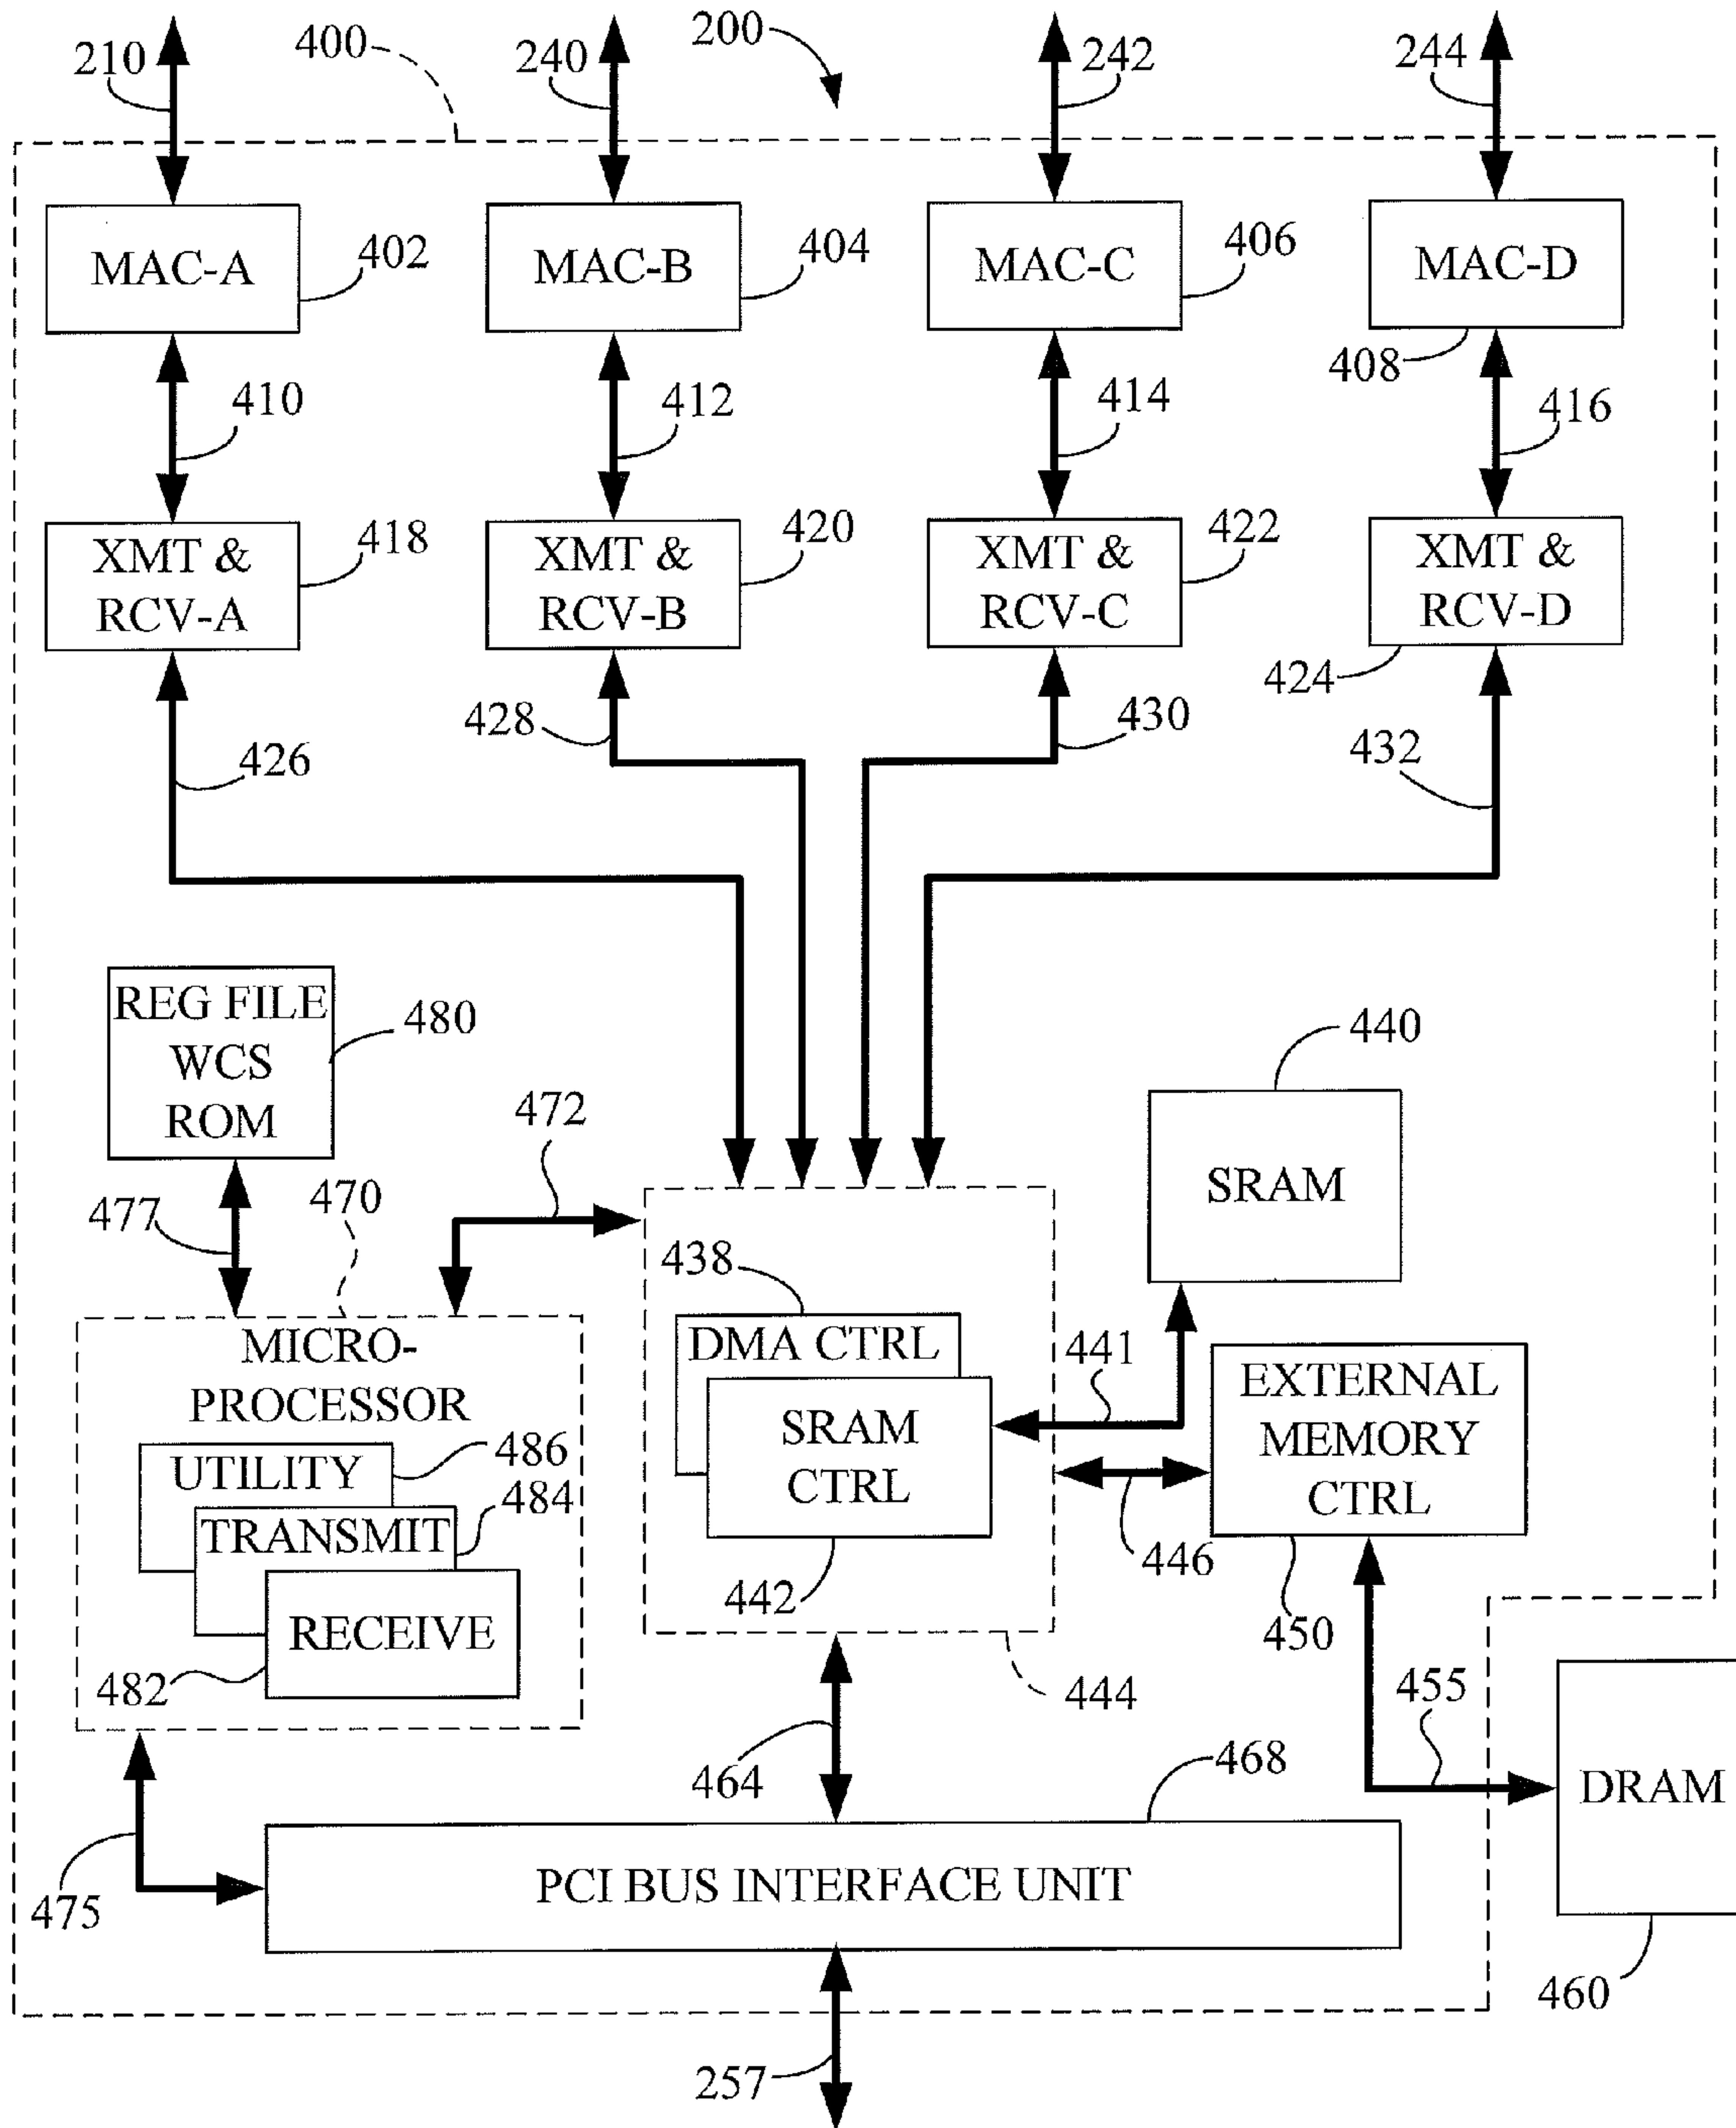 210
400
240
200
242
244
MAC-A
402
MAC-B
404
MAC-C
406
MAC-D
408
410
412
414
416
XMT &
RCV-A
418
XMT &
RCV-B
420
XMT &
RCV-C
422
XMT &
RCV-D
424
426
428
430
432
REG FILE
WCS
ROM
480
440
472
SRAM
477
470
438
MICRO-
PROCESSOR
DMA CTRL
441
EXTERNAL
MEMORY
CTRL
SRAM
CTRL
UTILITY
486
484
TRANSMIT
446
442
450
RECEIVE
482
444
455
464
468
DRAM
475
PCI BUS INTERFACE UNIT
460
257